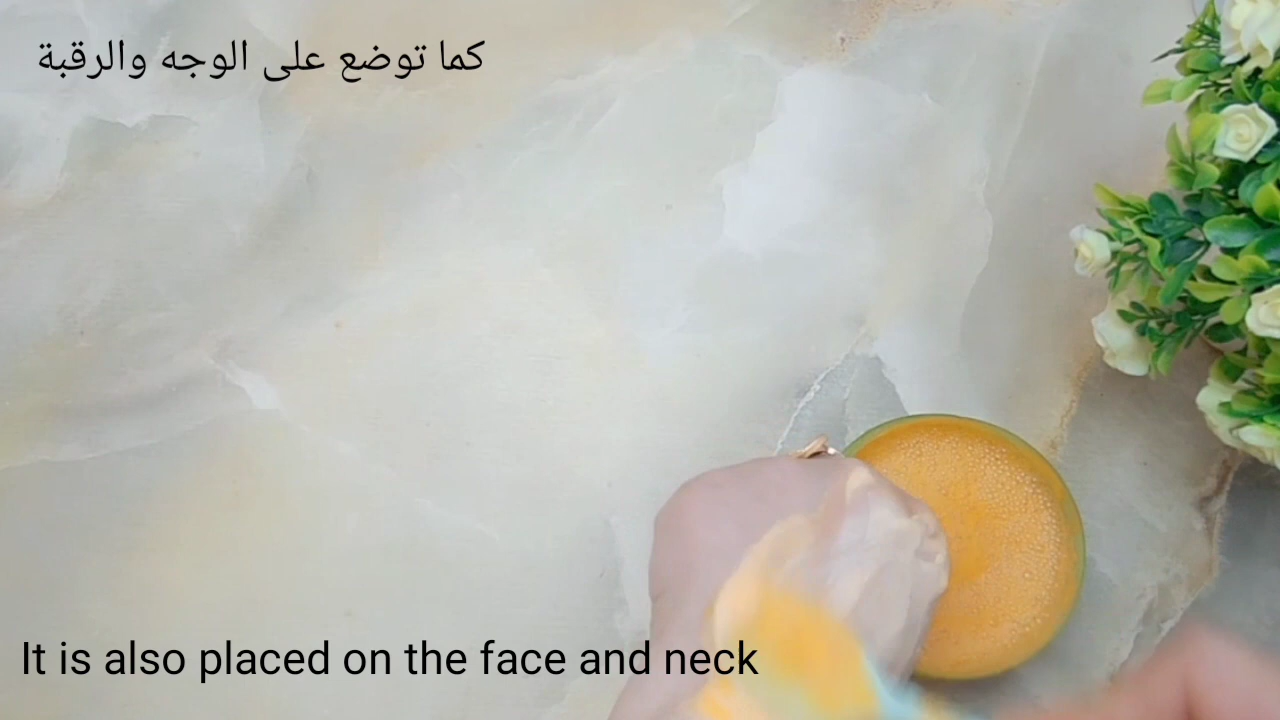 كما توضع على الوجه والرقبة
It is also placed on the face and neck